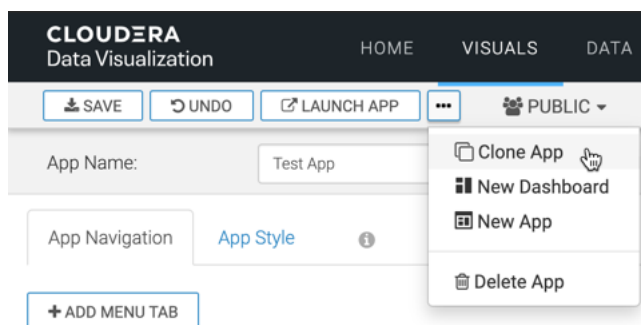 CLOUDERA
Data Visualization
HOME VISUALS DATA
SAVE UNDO LAUNCH APP ... PUBLIC
App Name: Test App
Clone App
New Dashboard
New App
Delete App
App Navigation App Style
+ ADD MENU TAB